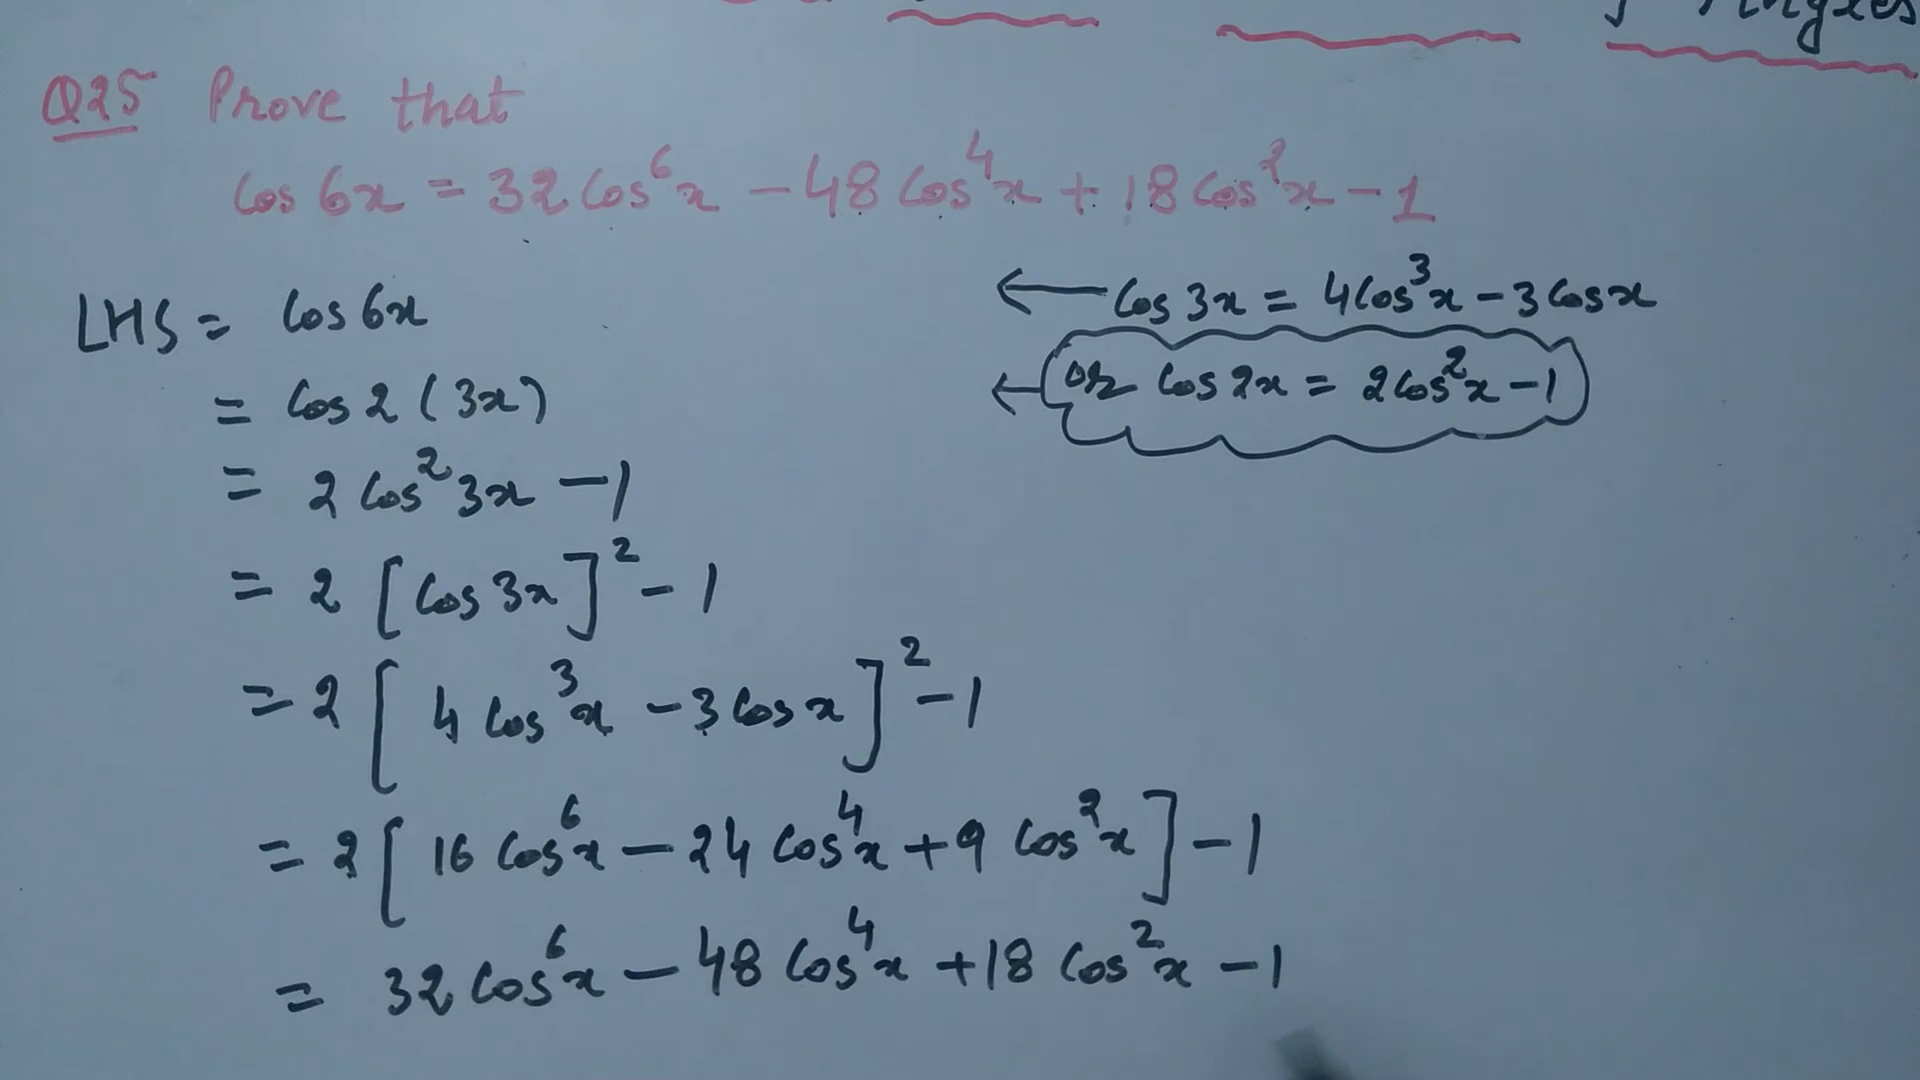 Q25 Prove that
cos 6x = 32 cos⁶x − 48 cos⁴x + 18 cos²x − 1
LHS = cos 6x
← cos 3x = 4cos³x − 3 cos x
= cos 2 (3x)
← or cos 2x = 2cos²x − 1
= 2 cos² 3x − 1
= 2 [cos 3x]² − 1
= 2 [4 cos³x − 3 cos x]² − 1
= 2 [16 cos⁶x − 24 cos⁴x + 9 cos²x] − 1
= 32 cos⁶x − 48 cos⁴x + 18 cos²x − 1